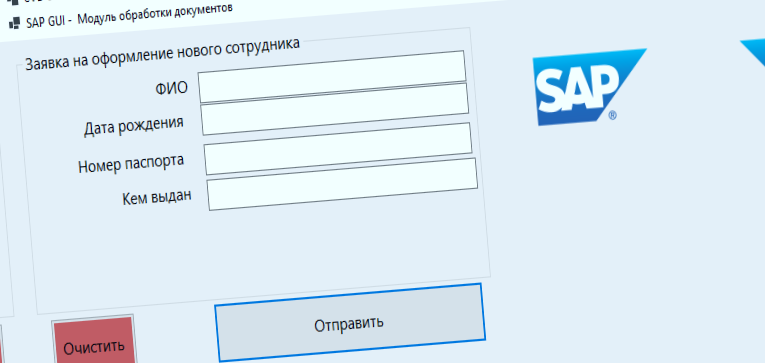 SAP GUI - Модуль обработки документов
Заявка на оформление нового сотрудника
ФИО
Дата рождения
Номер паспорта
Кем выдан
Очистить
Отправить
SAP
®